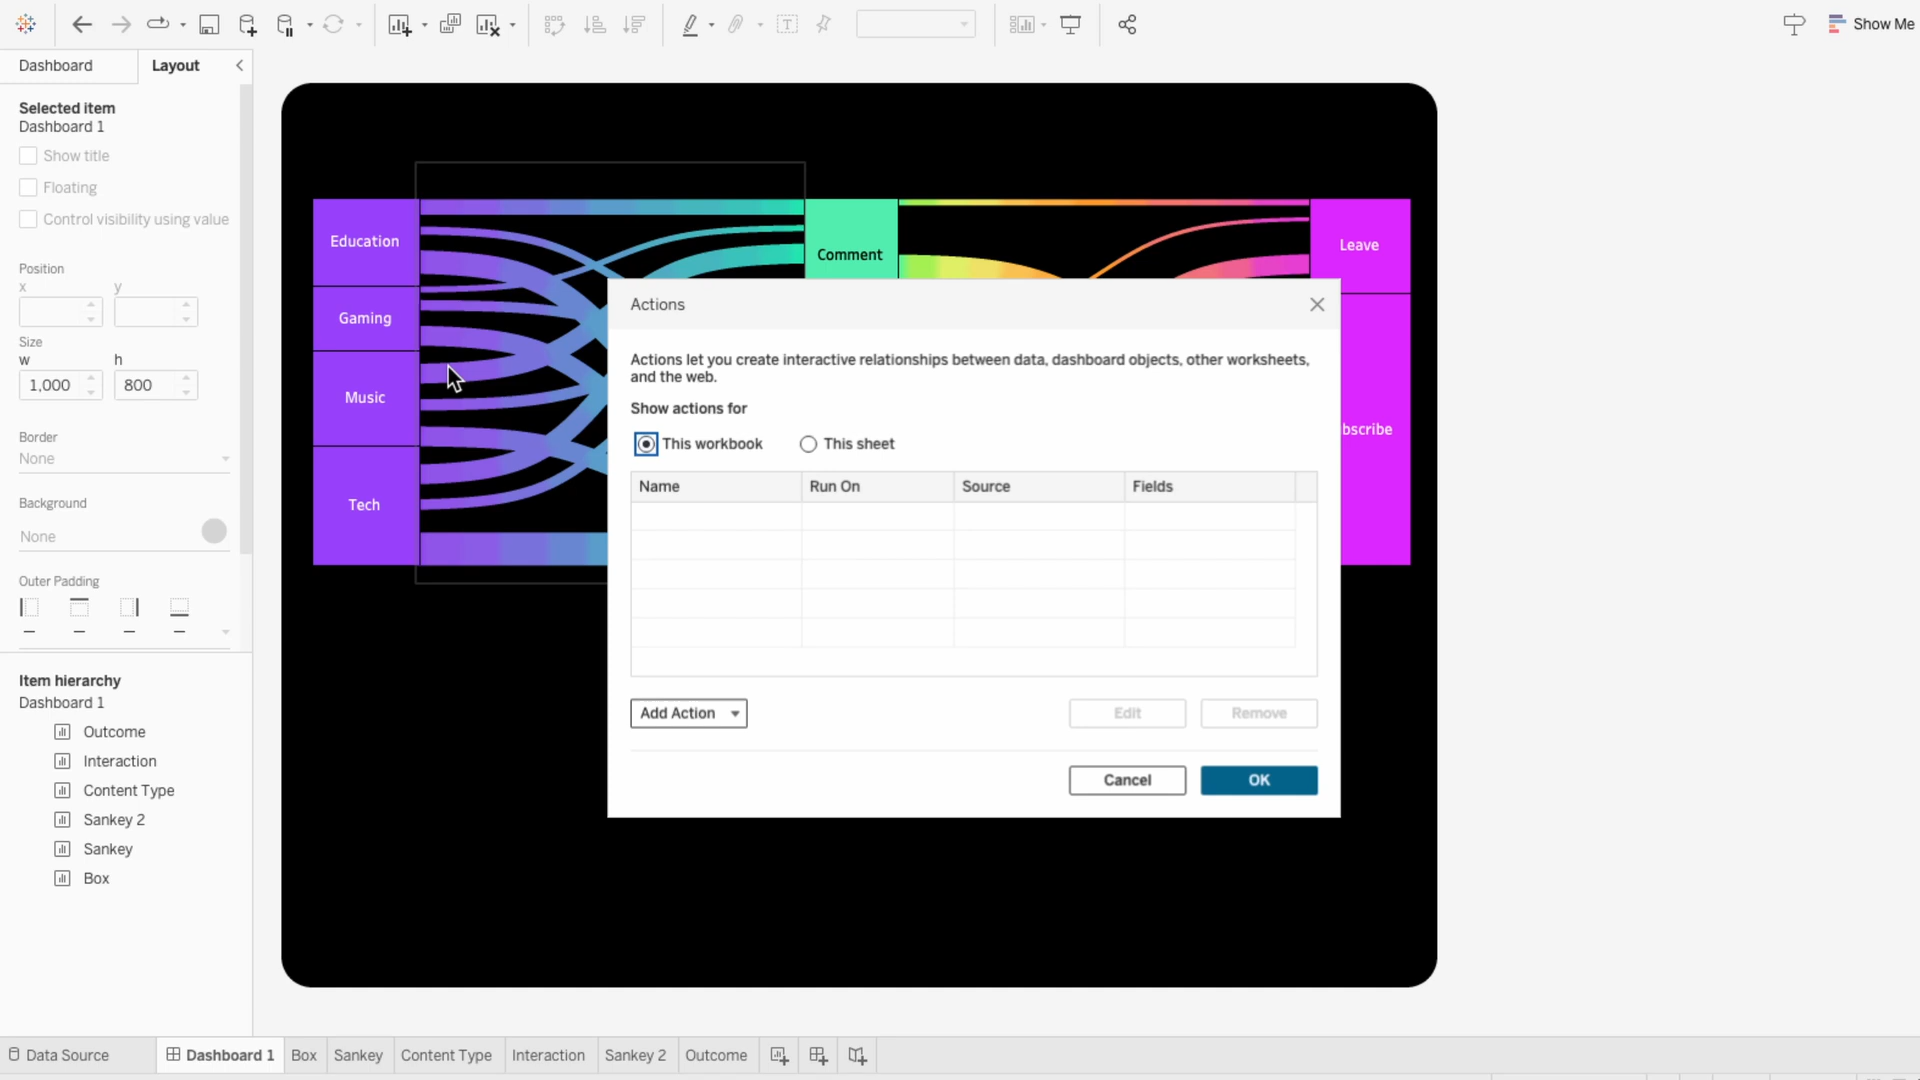 Show Me
Dashboard
Layout
Selected item
Dashboard 1
Show title
Floating
Control visibility using value
Position
x y
Size
w h
1,000 800
Border
None
Background
None
Outer Padding
Item hierarchy
Dashboard 1
Outcome
Interaction
Content Type
Sankey 2
Sankey
Box
Education
Gaming
Music
Tech
Comment
Leave
bscribe
Actions
Actions let you create interactive relationships between data, dashboard objects, other worksheets,
and the web.
Show actions for
This workbook This sheet
Name Run On Source Fields
Add Action Edit Remove
Cancel OK
Data Source Dashboard 1 Box Sankey Content Type Interaction Sankey 2 Outcome